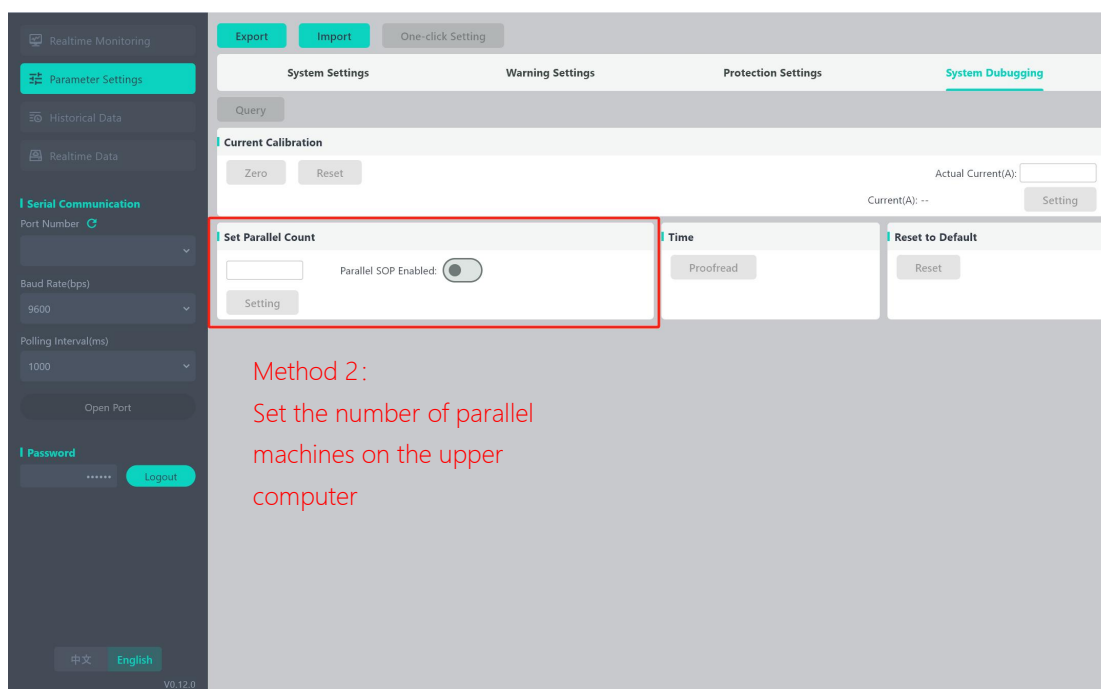 Realtime Monitoring
Parameter Settings
Historical Data
Realtime Data
Serial Communication
Port Number
Baud Rate(bps)
9600
Polling Interval(ms)
1000
Open Port
Password
······ Logout
中文 English
V0.12.0
Export Import One-click Setting
System Settings Warning Settings Protection Settings System Dubugging
Query
Current Calibration
Zero Reset
Actual Current(A):
Current(A): -- Setting
Set Parallel Count
Parallel SOP Enabled:
Setting
Time
Proofread
Reset to Default
Reset
Method 2:
Set the number of parallel
machines on the upper
computer